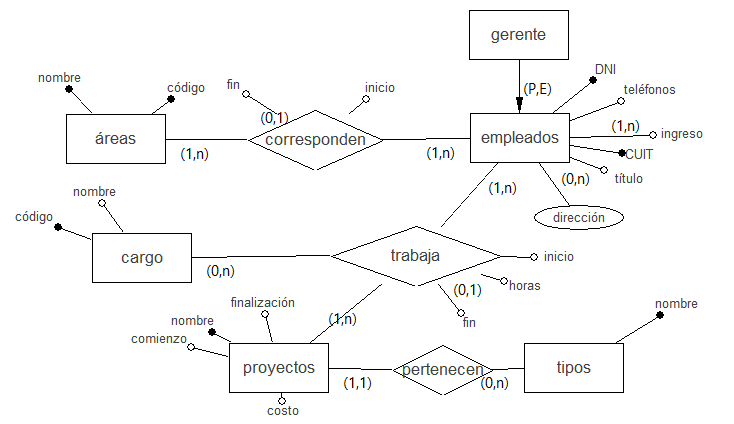 gerente
(P,E)
nombre
código
áreas
(1,n)
fin
(0,1)
inicio
corresponden
(1,n)
empleados
DNI
teléfonos
(1,n)
ingreso
CUIT
título
(0,n)
dirección
(1,n)
nombre
código
cargo
(0,n)
trabaja
inicio
horas
(0,1)
fin
(1,n)
finalización
nombre
comienzo
proyectos
costo
(1,1)
pertenecen
(0,n)
tipos
nombre